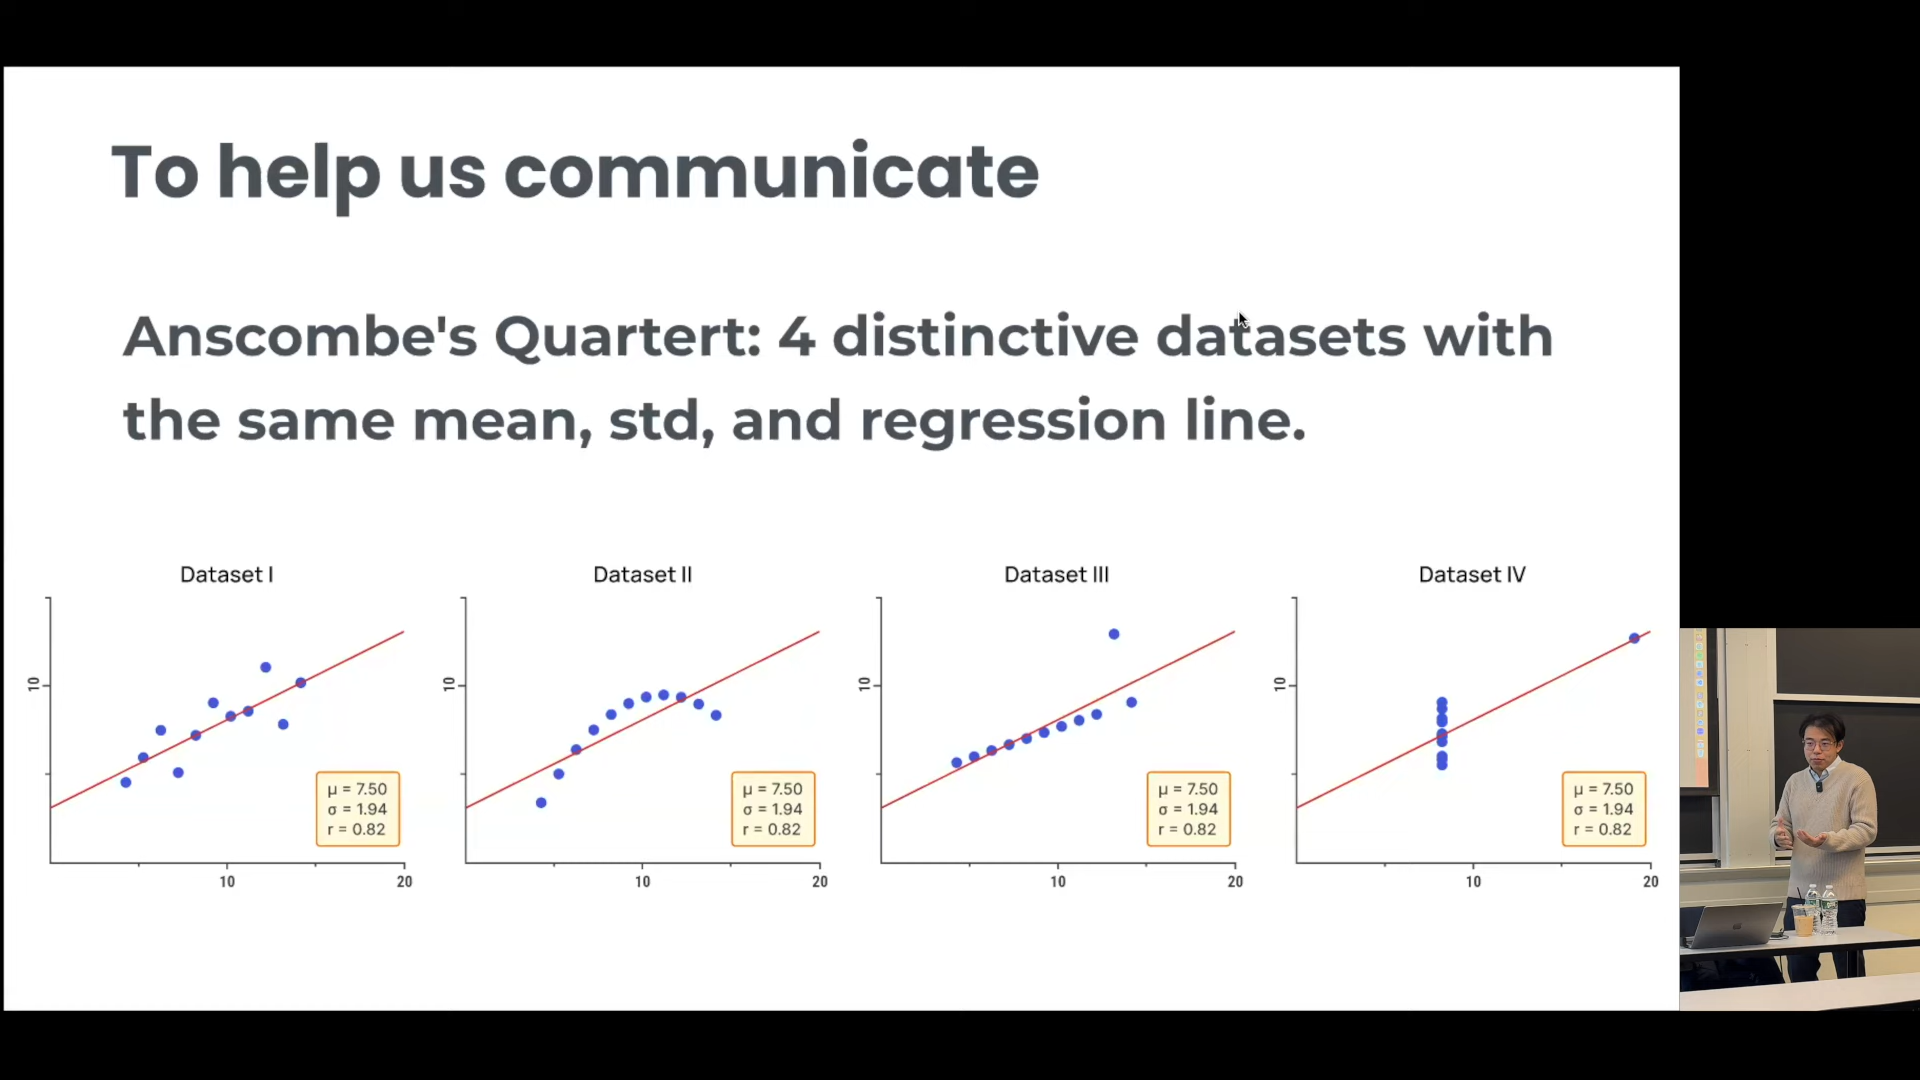 To help us communicate
Anscombe's Quartert: 4 distinctive datasets with
the same mean, std, and regression line.
Dataset I
10
μ = 7.50
σ = 1.94
r = 0.82
10
20
Dataset II
10
μ = 7.50
σ = 1.94
r = 0.82
10
20
Dataset III
10
μ = 7.50
σ = 1.94
r = 0.82
10
20
Dataset IV
10
μ = 7.50
σ = 1.94
r = 0.82
10
20